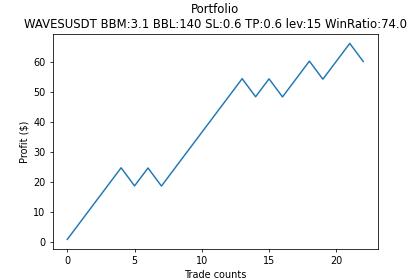 Portfolio
WAVESUSDT BBM:3.1 BBL:140 SL:0.6 TP:0.6 lev:15 WinRatio:74.0
Profit ($)
60
50
40
30
20
10
0
0 5 10 15 20
Trade counts